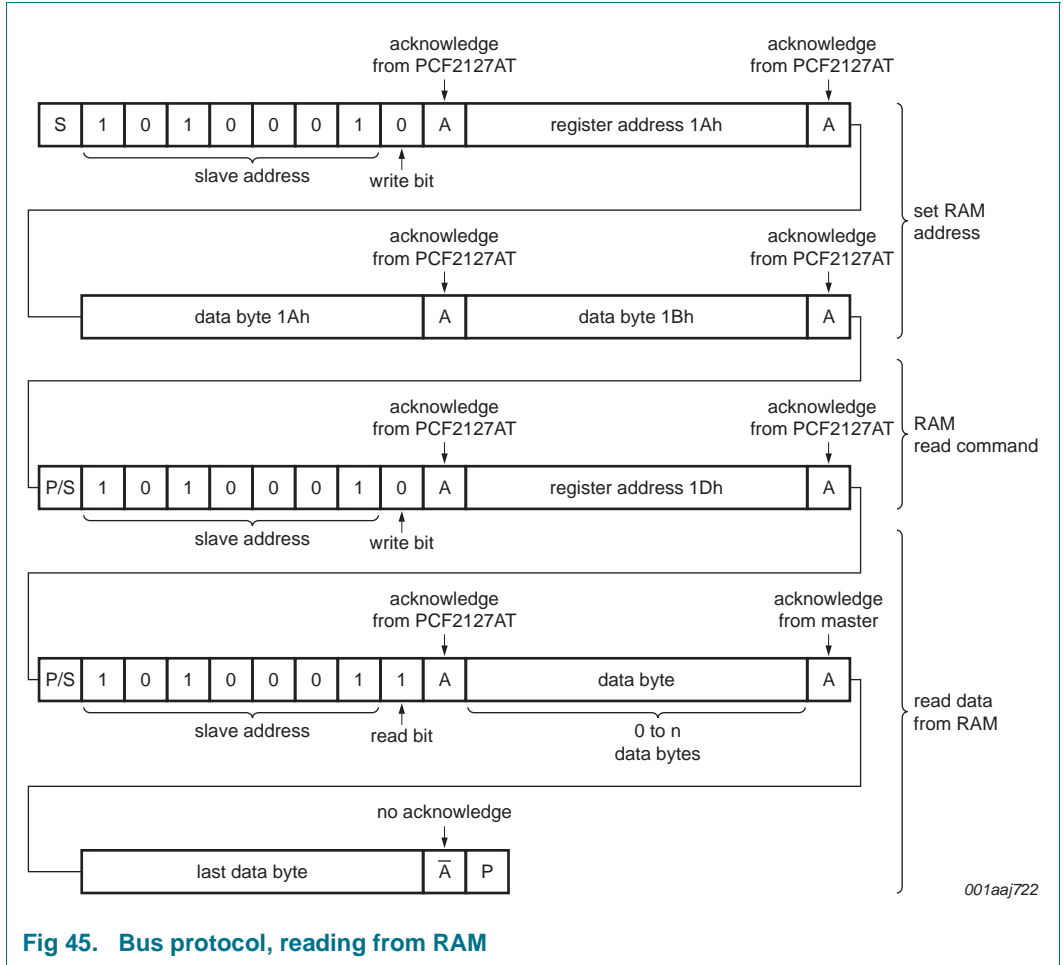 acknowledge
from PCF2127AT
acknowledge
from PCF2127AT
S 1 0 1 0 0 0 1 0 A register address 1Ah A
slave address
write bit
set RAM
address
acknowledge
from PCF2127AT
acknowledge
from PCF2127AT
data byte 1Ah A data byte 1Bh A
acknowledge
from PCF2127AT
acknowledge
from PCF2127AT
RAM
read command
P/S 1 0 1 0 0 0 1 0 A register address 1Dh A
slave address
write bit
acknowledge
from PCF2127AT
acknowledge
from master
P/S 1 0 1 0 0 0 1 1 A data byte A
slave address
read bit
0 to n
data bytes
read data
from RAM
no acknowledge
last data byte A̅ P
001aaj722
Fig 45. Bus protocol, reading from RAM